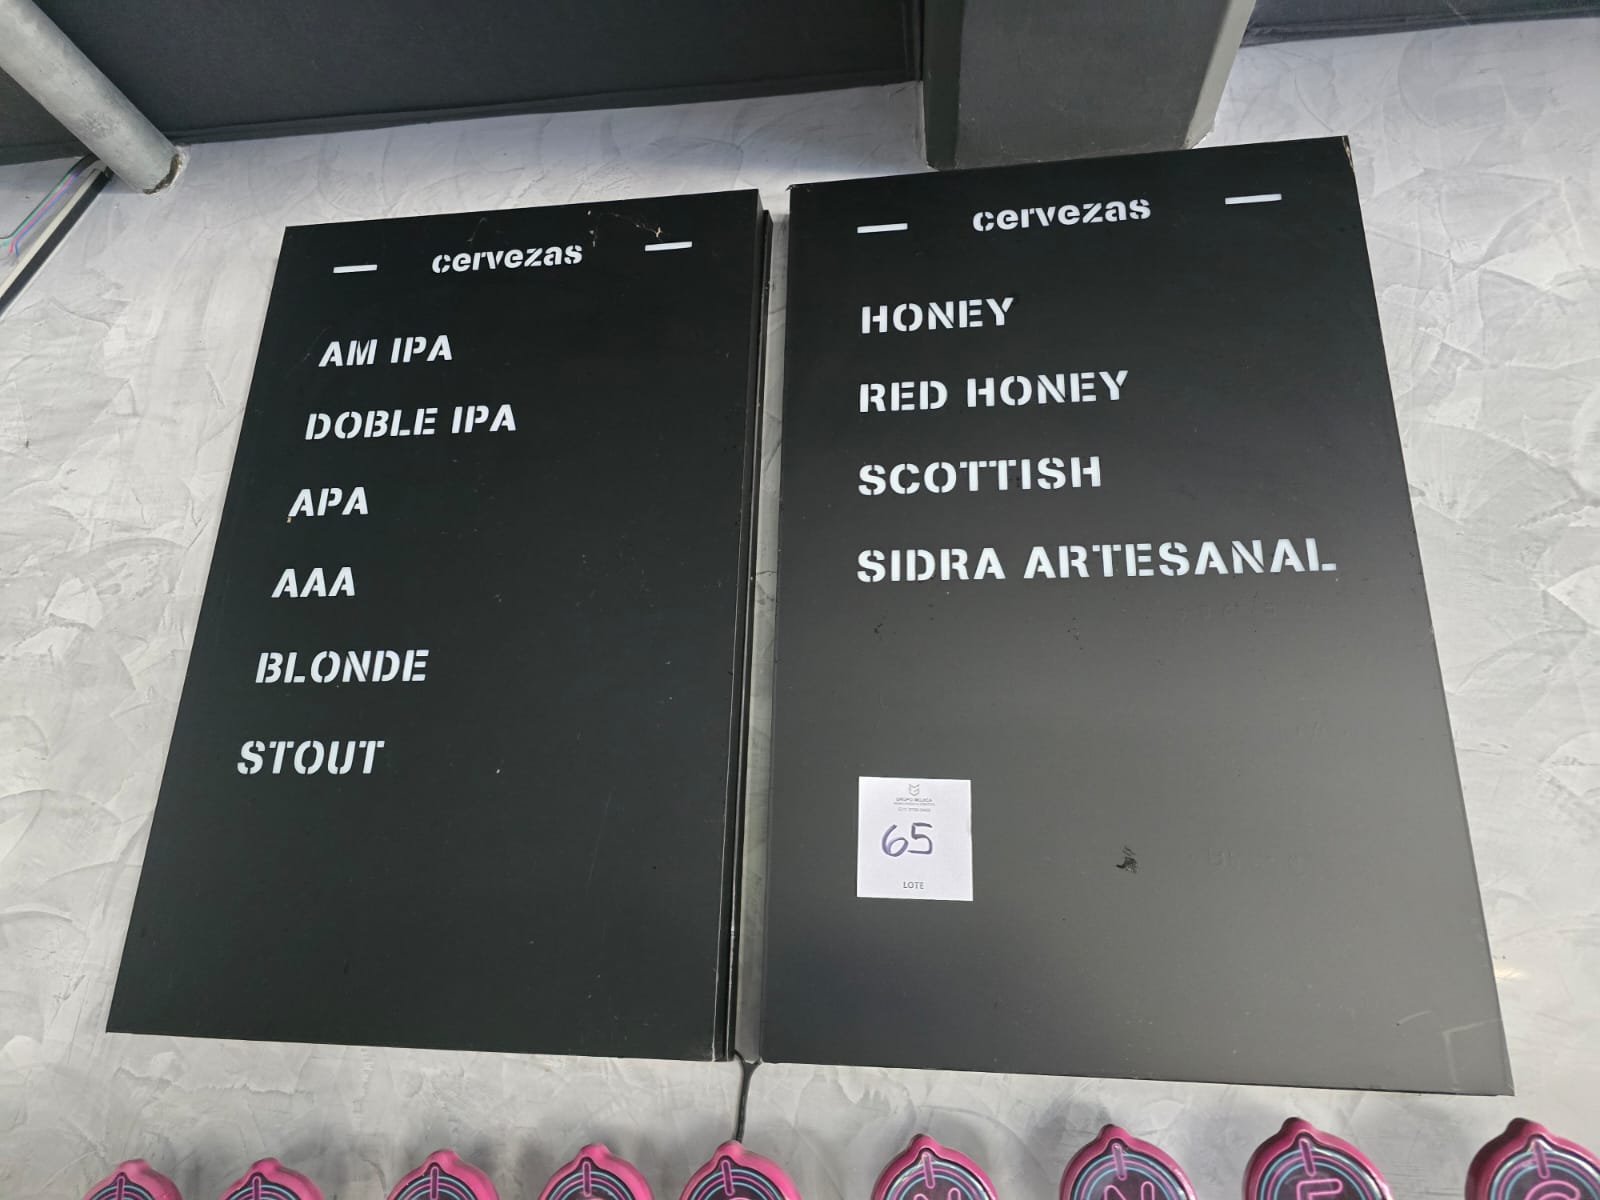 cervezas
AM IPA
DOBLE IPA
APA
AAA
BLONDE
STOUT
cervezas
HONEY
RED HONEY
SCOTTISH
SIDRA ARTESANAL
65
LOTE